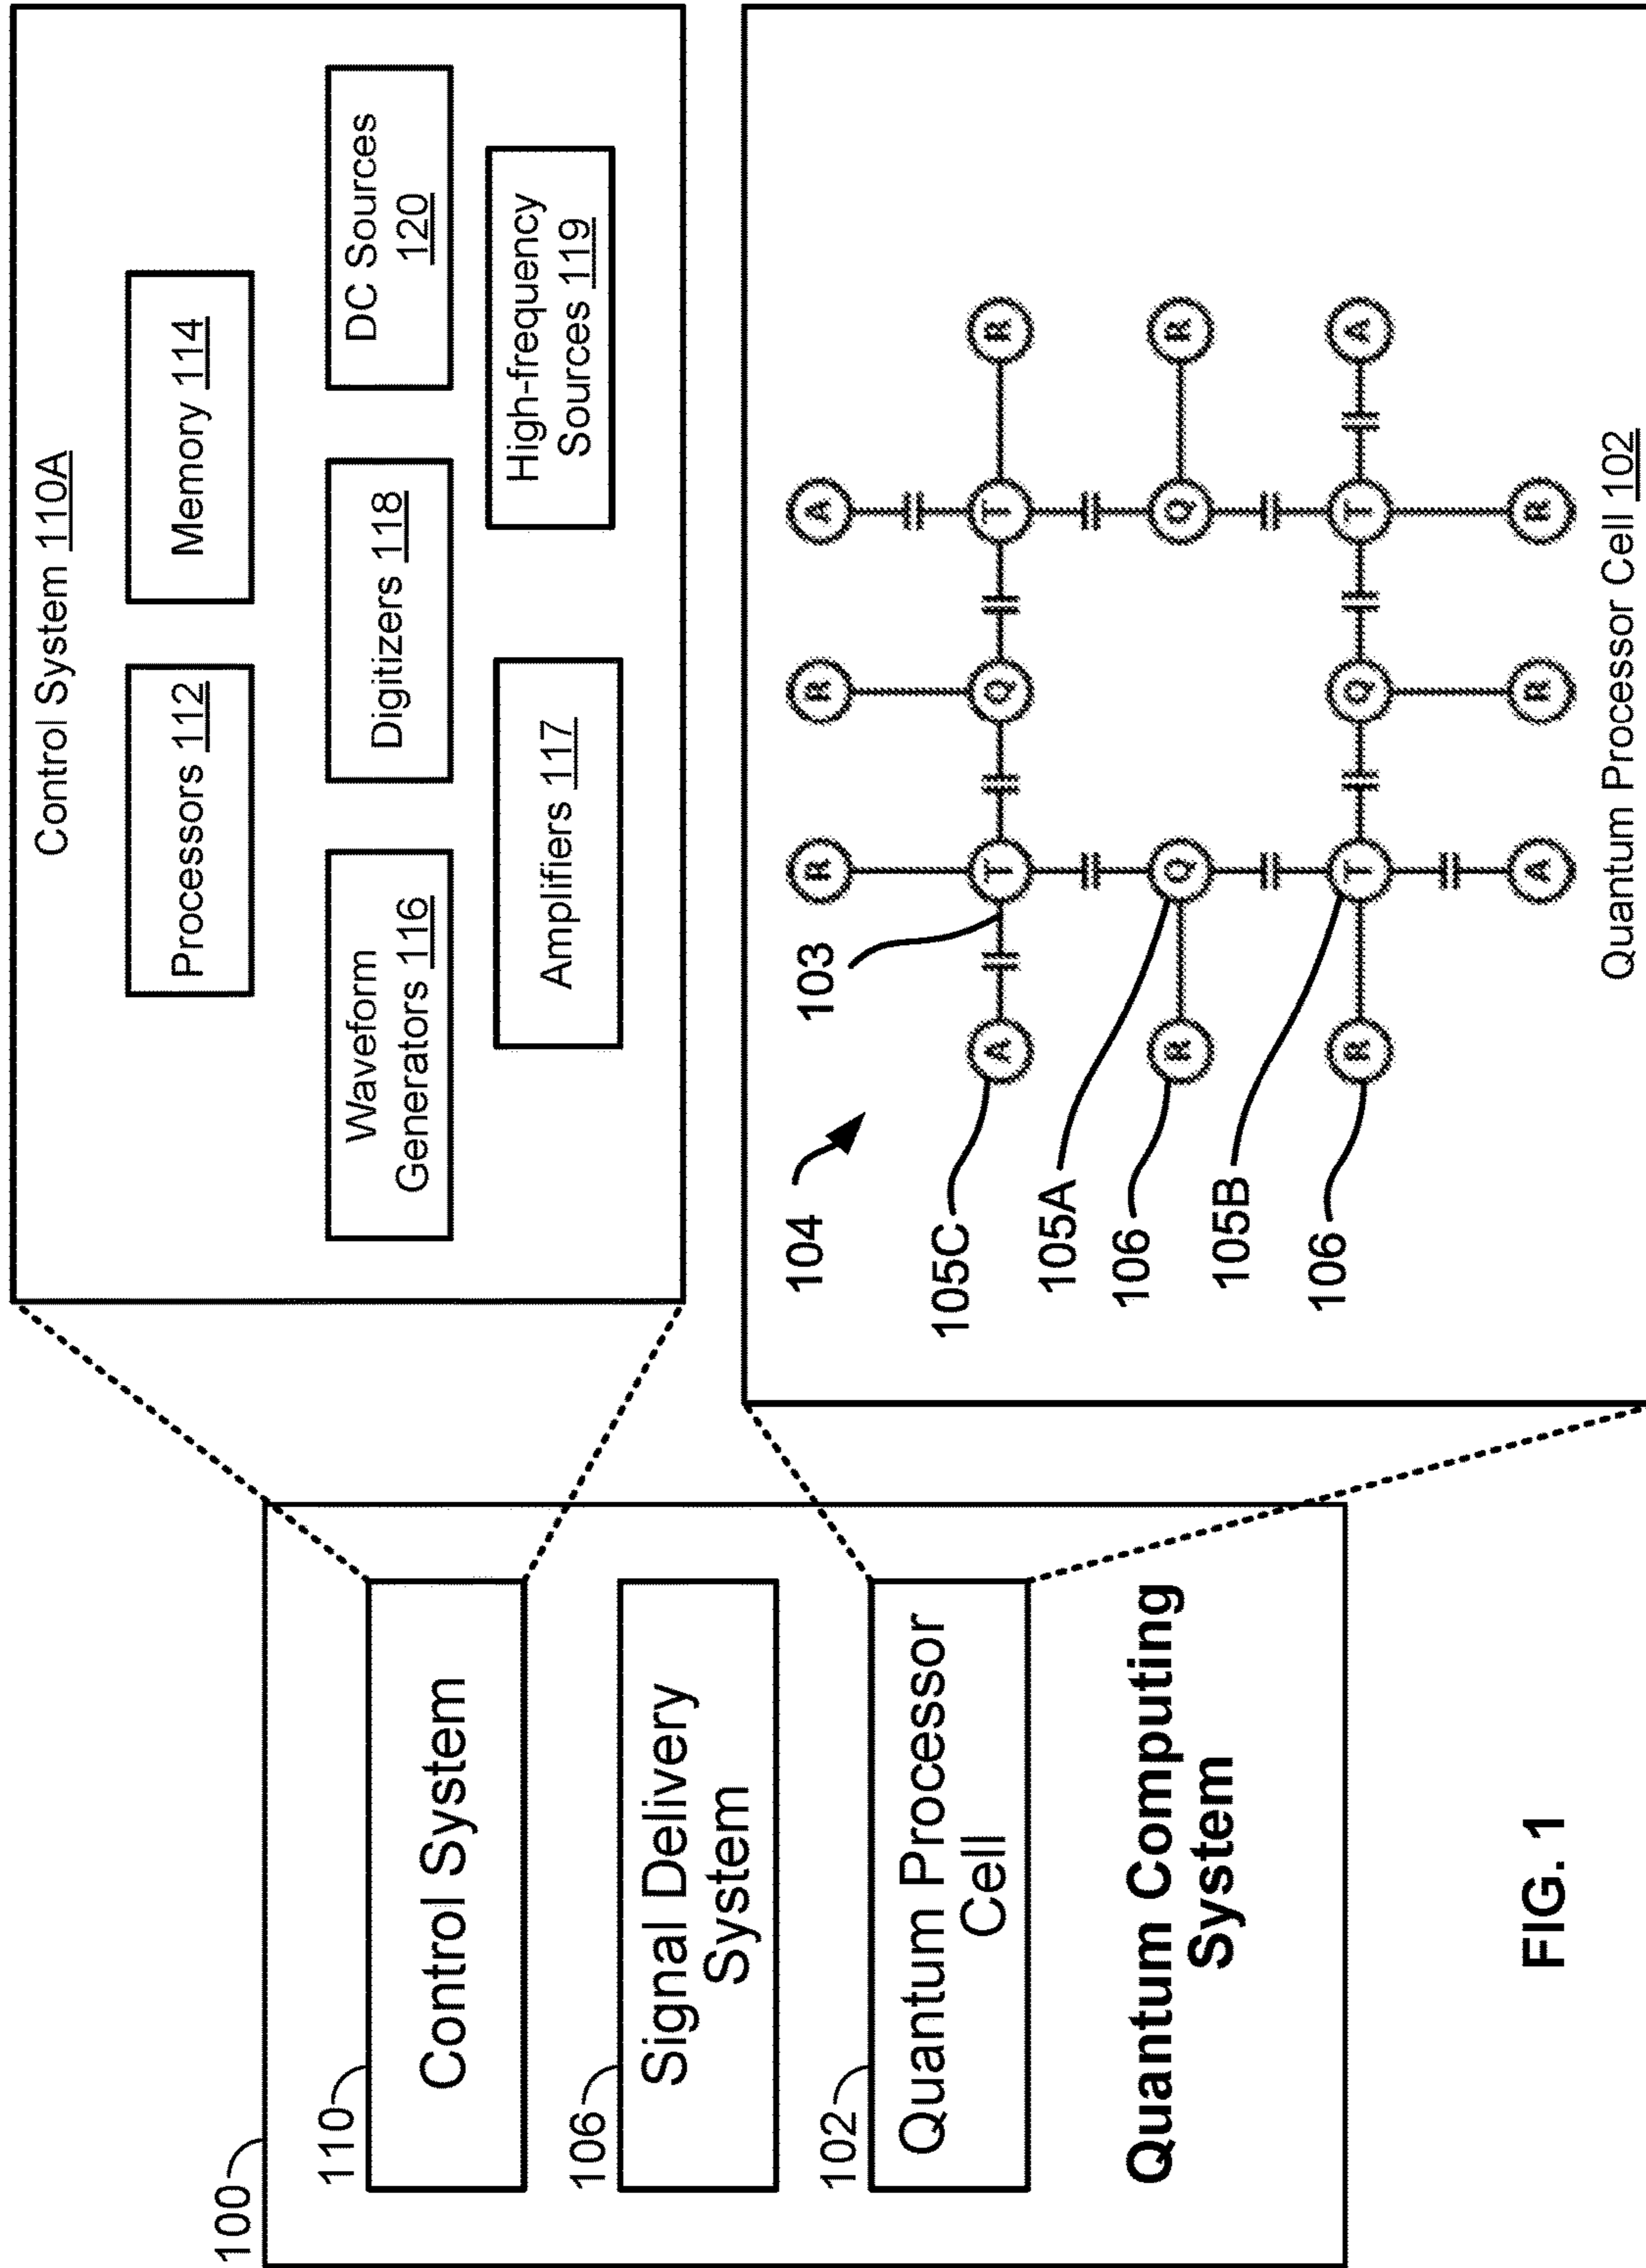 100
110
Control System
106
Signal Delivery
System
102
Quantum Processor
Cell
Quantum Computing
System
Control System 110A
Processors 112
Memory 114
Waveform
Generators 116
Digitizers 118
DC Sources
120
Amplifiers 117
High-frequency
Sources 119
104
103
R R A
105C
A T Q T R
105A
106
R Q Q R
105B
106
R T Q T A
A R R
Quantum Processor Cell 102
FIG. 1